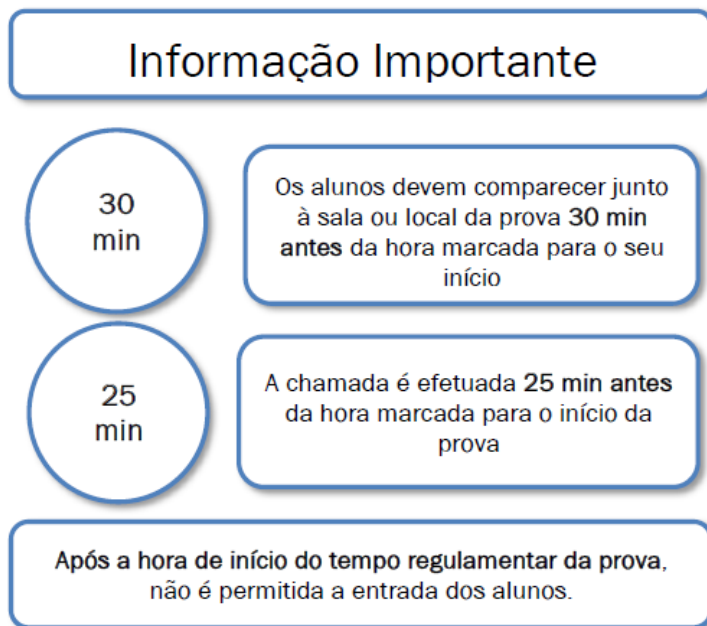 Informação Importante
30
min
Os alunos devem comparecer junto
à sala ou local da prova 30 min
antes da hora marcada para o seu
início
25
min
A chamada é efetuada 25 min antes
da hora marcada para o início da
prova
Após a hora de início do tempo regulamentar da prova,
não é permitida a entrada dos alunos.